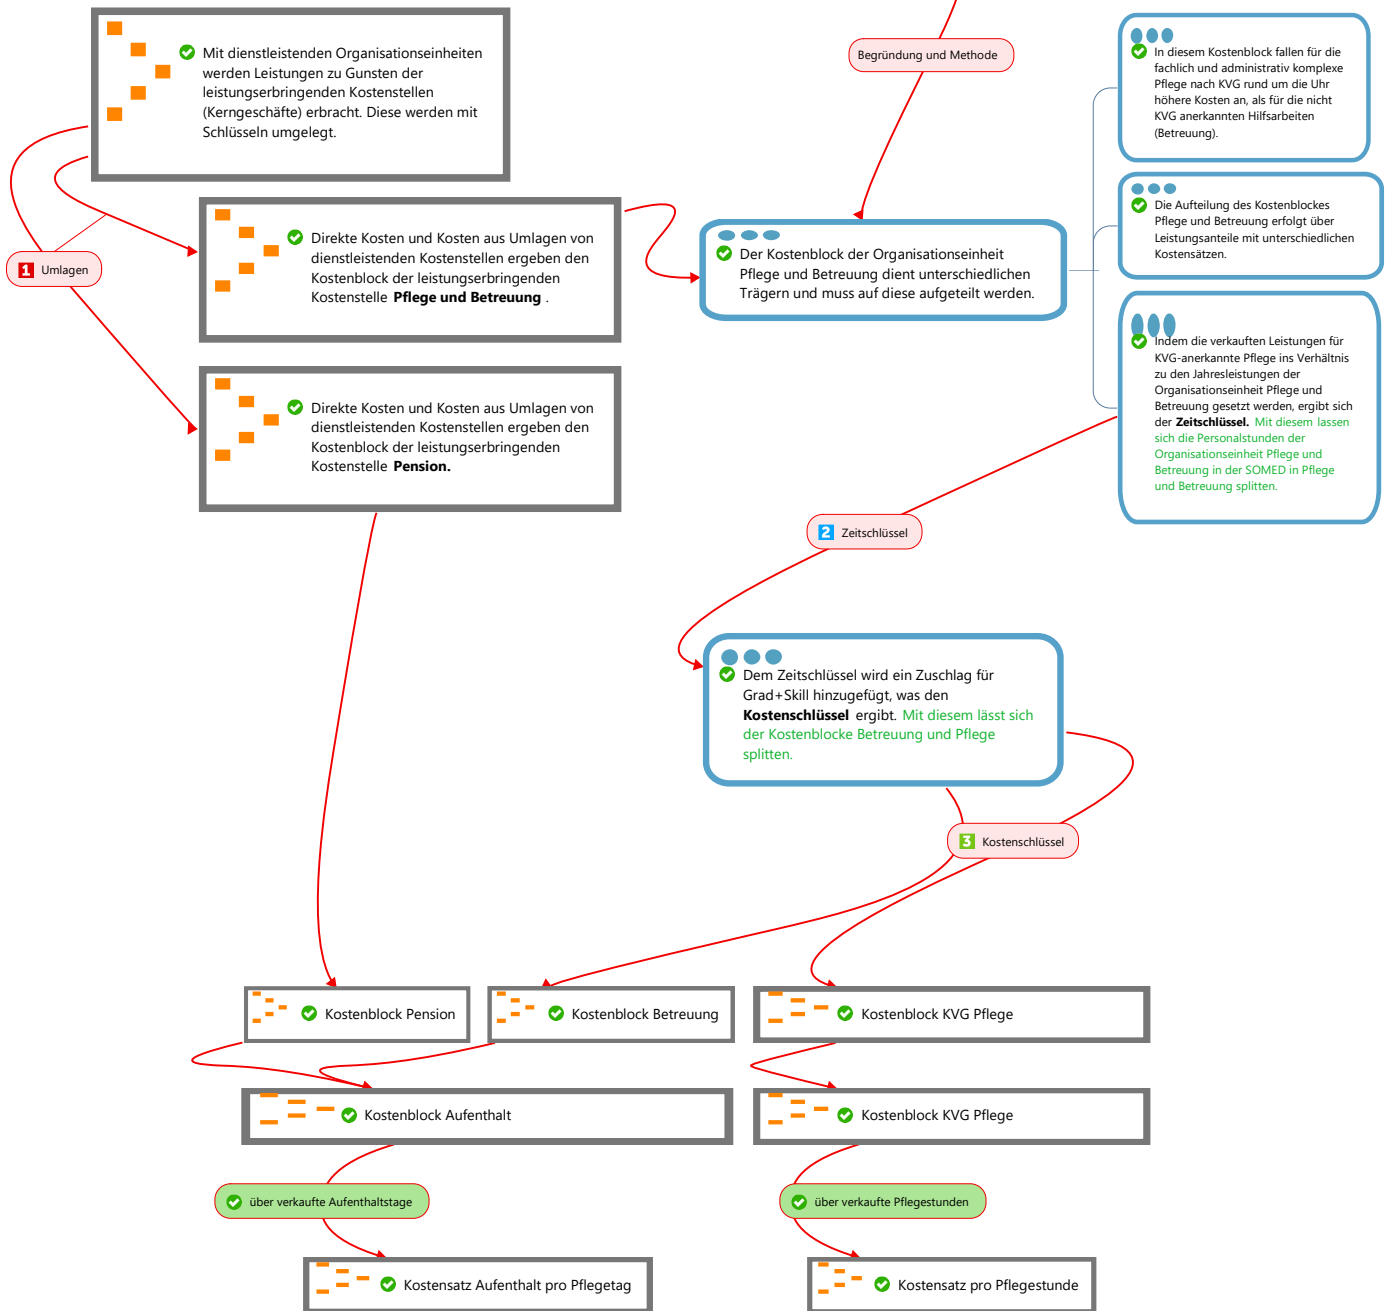 Mit dienstleistenden Organisationseinheiten
werden Leistungen zu Gunsten der
leistungserbringenden Kostenstellen
(Kerngeschäfte) erbracht. Diese werden mit
Schlüsseln umgelegt.
Begründung und Methode
In diesem Kostenblock fallen für die
fachlich und administrativ komplexe
Pflege nach KVG rund um die Uhr
höhere Kosten an, als für die nicht
KVG anerkannten Hilfsarbeiten
(Betreuung).
Die Aufteilung des Kostenblockes
Pflege und Betreuung erfolgt über
Leistungsanteile mit unterschiedlichen
Kostensätzen.
1 Umlagen
Direkte Kosten und Kosten aus Umlagen von
dienstleistenden Kostenstellen ergeben den
Kostenblock der leistungserbringenden
Kostenstelle Pflege und Betreuung .
Der Kostenblock der Organisationseinheit
Pflege und Betreuung dient unterschiedlichen
Trägern und muss auf diese aufgeteilt werden.
Indem die verkauften Leistungen für
KVG-anerkannte Pflege ins Verhältnis
zu den Jahresleistungen der
Organisationseinheit Pflege und
Betreuung gesetzt werden, ergibt sich
der Zeitschlüssel. Mit diesem lassen
sich die Personalstunden der
Organisationseinheit Pflege und
Betreuung in der SOMED in Pflege
und Betreuung splitten.
Direkte Kosten und Kosten aus Umlagen von
dienstleistenden Kostenstellen ergeben den
Kostenblock der leistungserbringenden
Kostenstelle Pension.
2 Zeitschlüssel
Dem Zeitschlüssel wird ein Zuschlag für
Grad+Skill hinzugefügt, was den
Kostenschlüssel ergibt. Mit diesem lässt sich
der Kostenblocke Betreuung und Pflege
splitten.
3 Kostenschlüssel
Kostenblock Pension
Kostenblock Betreuung
Kostenblock KVG Pflege
Kostenblock Aufenthalt
Kostenblock KVG Pflege
über verkaufte Aufenthaltstage
über verkaufte Pflegestunden
Kostensatz Aufenthalt pro Pflegetag
Kostensatz pro Pflegestunde